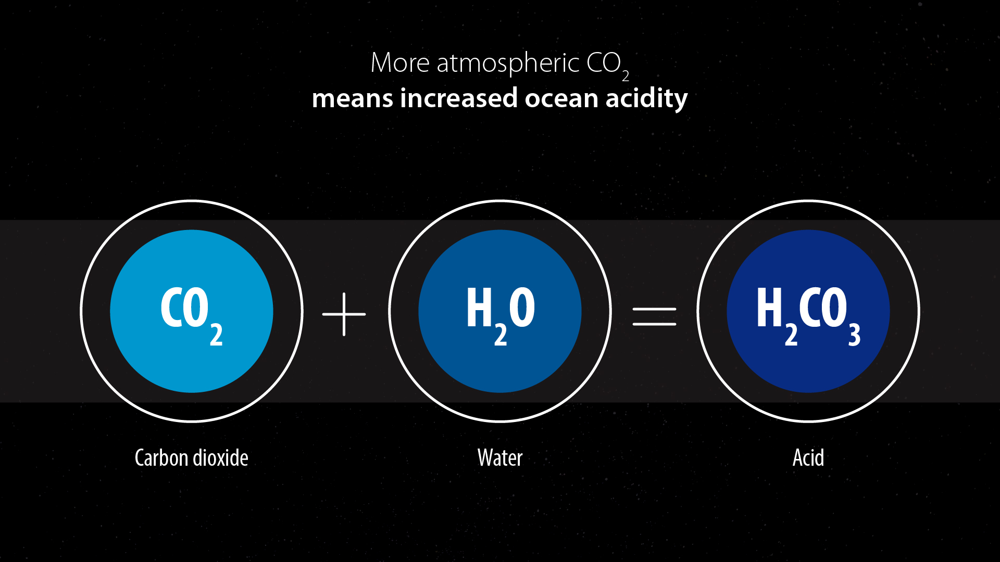 More atmospheric CO₂
means increased ocean acidity
CO₂ + H₂O = H₂CO₃
Carbon dioxide Water Acid